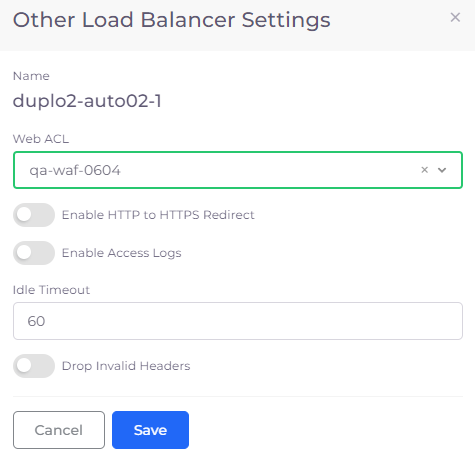 Other Load Balancer Settings
Name
duplo2-auto02-1
Web ACL
qa-waf-0604
Enable HTTP to HTTPS Redirect
Enable Access Logs
Idle Timeout
60
Drop Invalid Headers
Cancel Save